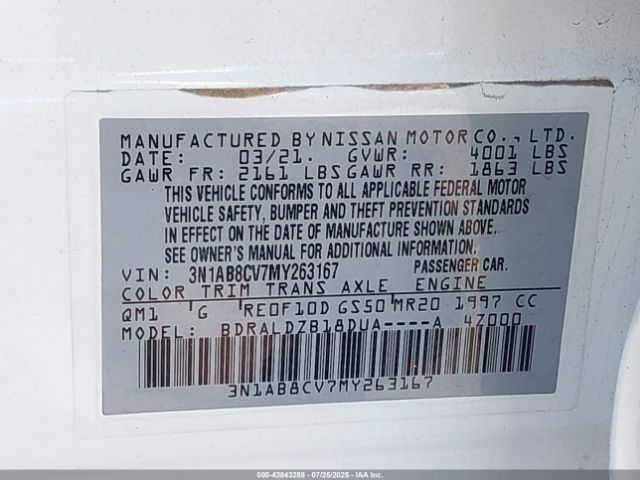 MANUFACTURED BY NISSAN MOTOR CO., LTD.
DATE: 03/21. GVWR: 4001 LBS
GAWR FR: 2161 LBS GAWR RR: 1863 LBS
THIS VEHICLE CONFORMS TO ALL APPLICABLE FEDERAL MOTOR
VEHICLE SAFETY, BUMPER AND THEFT PREVENTION STANDARDS
IN EFFECT ON THE DATE OF MANUFACTURE SHOWN ABOVE.
SEE OWNER'S MANUAL FOR ADDITIONAL INFORMATION.
VIN: 3N1AB8CV7MY263167 PASSENGER CAR.
COLOR TRIM TRANS AXLE ENGINE
QM1 G RE0F10D GS50 MR20 1997 CC
MODEL: BDRALDZB18DUA----A 4Z000
3N1AB8CV7MY263167
000-42843288 - 07/25/2025 - IAA, Inc.